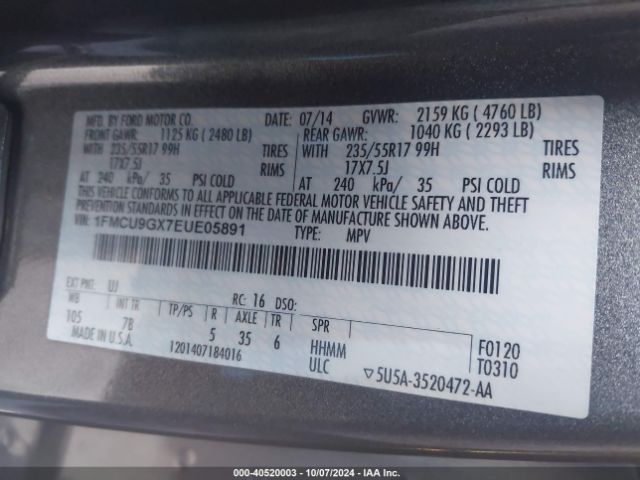 MFD. BY FORD MOTOR CO. DATE: 07/14 GVWR: 2159 KG ( 4760 LB)
FRONT GAWR: 1125 KG ( 2480 LB) REAR GAWR: 1040 KG ( 2293 LB)
WITH 235/55R17 99H TIRES WITH 235/55R17 99H TIRES
17X7.5J RIMS 17X7.5J RIMS
AT 240 kPa/ 35 PSI COLD AT 240 kPa/ 35 PSI COLD
THIS VEHICLE CONFORMS TO ALL APPLICABLE FEDERAL MOTOR VEHICLE SAFETY AND THEFT
PREVENTION STANDARDS IN EFFECT ON THE DATE OF MANUFACTURE SHOWN ABOVE.
VIN: 1FMCU9GX7EUE05891 TYPE: MPV
EXT PNT: UJ RC: 16 DSO:
WB INT TR TP/PS R AXLE TR SPR
105 7B 5 35 6 HHMM F0120
MADE IN U.S.A. 1201407184016 ULC T0310
▽5U5A-3520472-AA
000-40520003 - 10/07/2024 - IAAI.COM